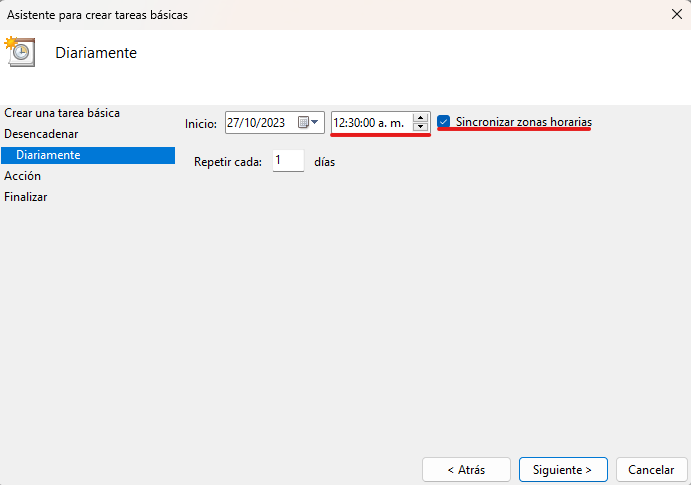 Asistente para crear tareas básicas
Diariamente
Crear una tarea básica
Desencadenar
Diariamente
Acción
Finalizar
Inicio: 27/10/2023 12:30:00 a. m. Sincronizar zonas horarias
Repetir cada: 1 días
< Atrás Siguiente > Cancelar